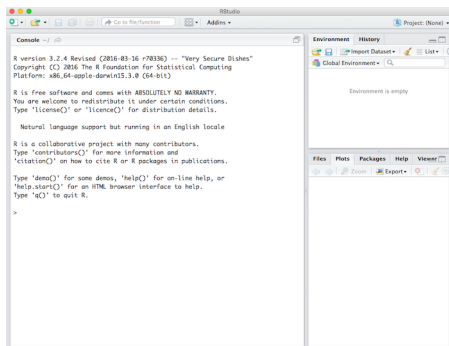 RStudio
Go to file/function
Addins
Project: (None)
Console ~/
R version 3.2.4 Revised (2016-03-16 r70336) -- "Very Secure Dishes"
Copyright (C) 2016 The R Foundation for Statistical Computing
Platform: x86_64-apple-darwin15.3.0 (64-bit)
R is free software and comes with ABSOLUTELY NO WARRANTY.
You are welcome to redistribute it under certain conditions.
Type 'license()' or 'licence()' for distribution details.
Natural language support but running in an English locale
R is a collaborative project with many contributors.
Type 'contributors()' for more information and
'citation()' on how to cite R or R packages in publications.
Type 'demo()' for some demos, 'help()' for on-line help, or
'help.start()' for an HTML browser interface to help.
Type 'q()' to quit R.
>
Environment History
Import Dataset List
Global Environment
Environment is empty
Files Plots Packages Help Viewer
Zoom Export